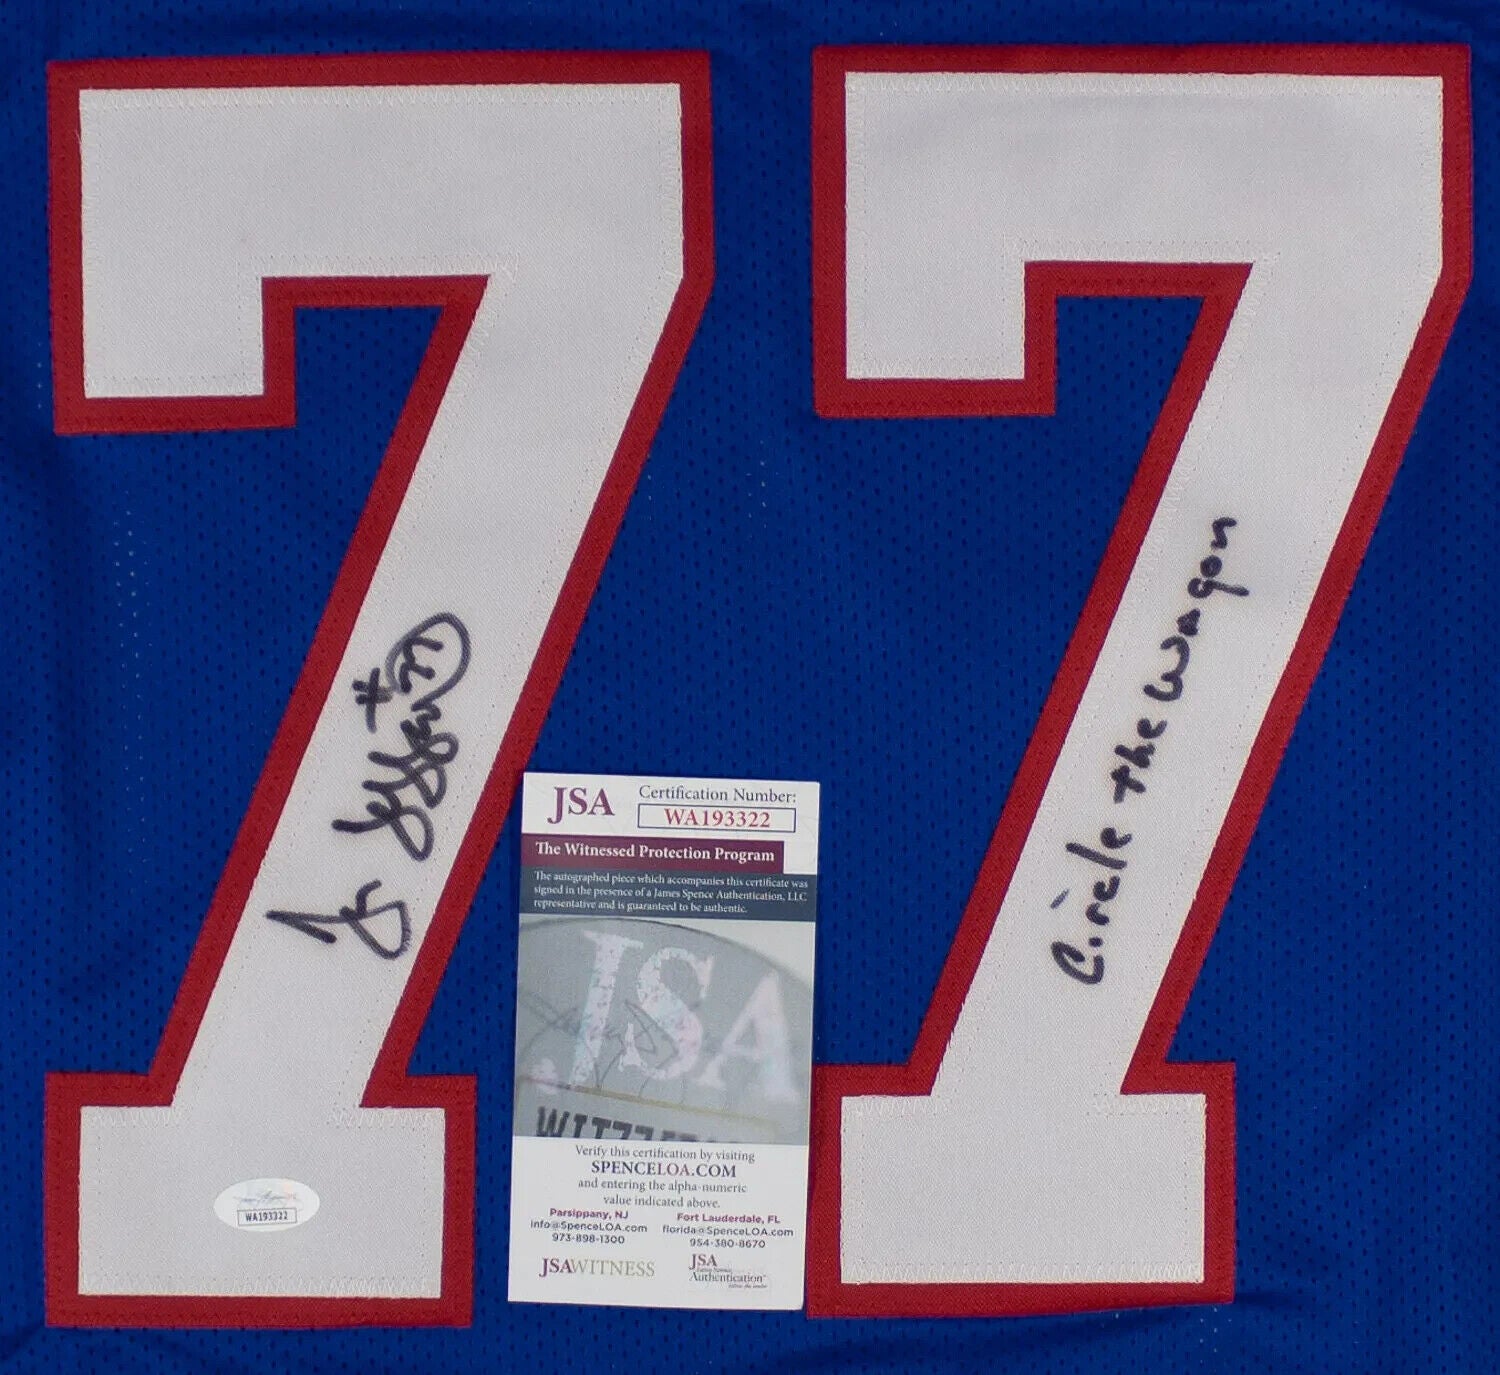 77
#77
Circle the Wagon
JSA
Certification Number:
WA193322
The Witnessed Protection Program
The autographed piece which accompanies this certificate was
signed in the presence of a James Spence Authentication, LLC
representative and is guaranteed to be authentic.
JSA
Verify this certification by visiting
SPENCELOA.COM
and entering the alpha-numeric
value indicated above.
Parsippany, NJ
info@SpenceLOA.com
973-898-1300
Fort Lauderdale, FL
florida@SpenceLOA.com
954-380-8670
JSAWITNESS
JSA
Authentication
WA193322